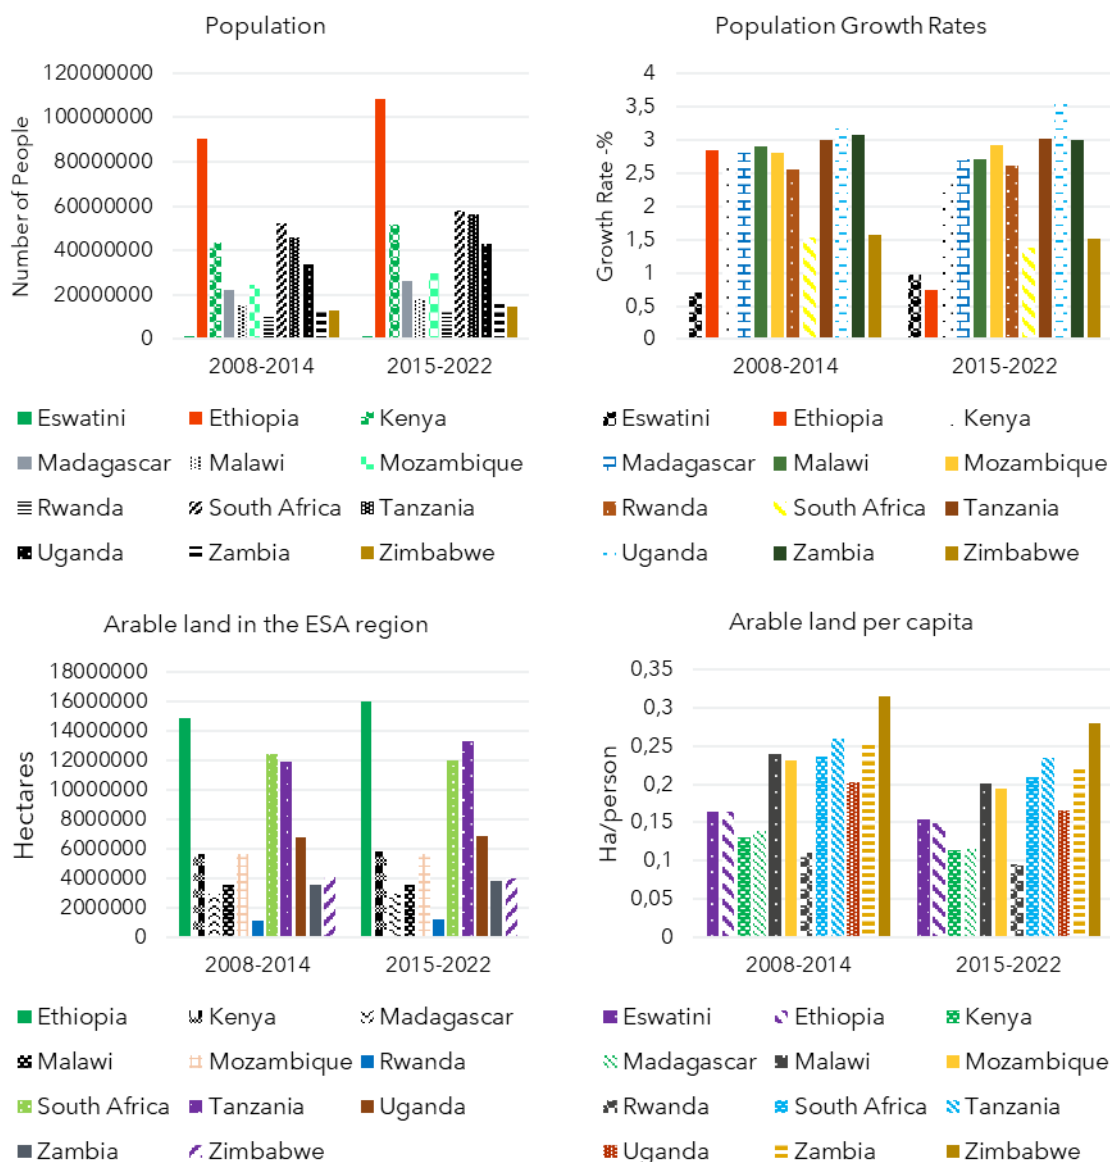 Population
Number of People
120000000
100000000
80000000
60000000
40000000
20000000
0
2008-2014
2015-2022
Eswatini
Ethiopia
Kenya
Madagascar
Malawi
Mozambique
Rwanda
South Africa
Tanzania
Uganda
Zambia
Zimbabwe
Population Growth Rates
Growth Rate -%
4
3,5
3
2,5
2
1,5
1
0,5
0
2008-2014
2015-2022
Eswatini
Ethiopia
Kenya
Madagascar
Malawi
Mozambique
Rwanda
South Africa
Tanzania
Uganda
Zambia
Zimbabwe
Arable land in the ESA region
Hectares
18000000
16000000
14000000
12000000
10000000
8000000
6000000
4000000
2000000
0
2008-2014
2015-2022
Ethiopia
Kenya
Madagascar
Malawi
Mozambique
Rwanda
South Africa
Tanzania
Uganda
Zambia
Zimbabwe
Arable land per capita
Ha/person
0,35
0,3
0,25
0,2
0,15
0,1
0,05
0
2008-2014
2015-2022
Eswatini
Ethiopia
Kenya
Madagascar
Malawi
Mozambique
Rwanda
South Africa
Tanzania
Uganda
Zambia
Zimbabwe